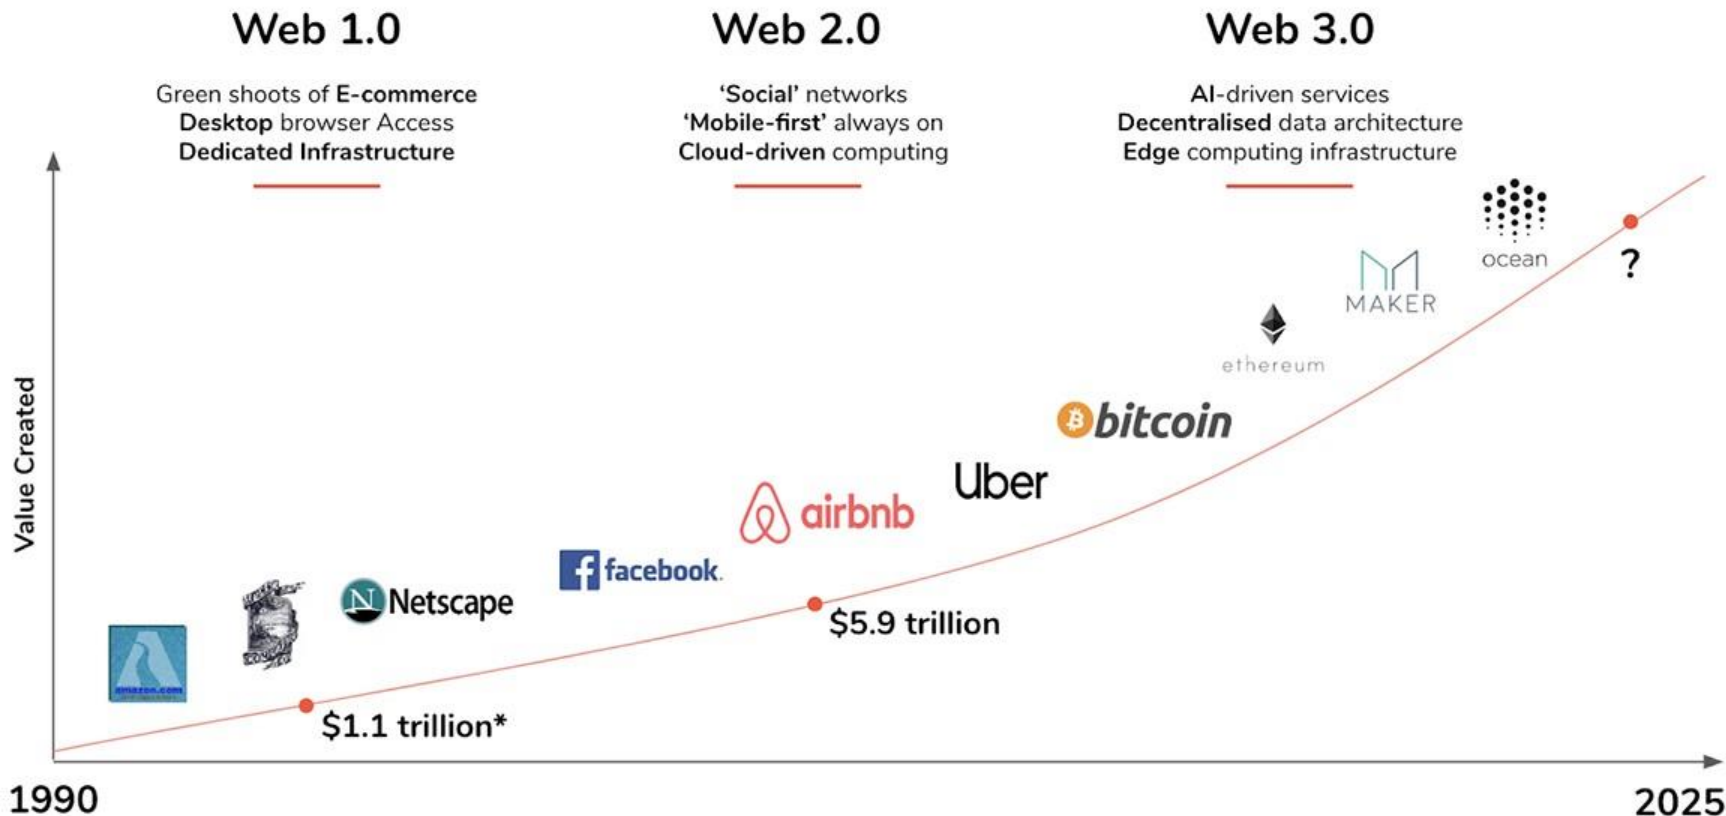 Web 1.0
Green shoots of E-commerce
Desktop browser Access
Dedicated Infrastructure
Web 2.0
‘Social’ networks
‘Mobile-first’ always on
Cloud-driven computing
Web 3.0
AI-driven services
Decentralised data architecture
Edge computing infrastructure
Value Created
amazon.com
Netscape
$1.1 trillion*
facebook.
airbnb
$5.9 trillion
Uber
bitcoin
ethereum
MAKER
ocean
?
1990
2025